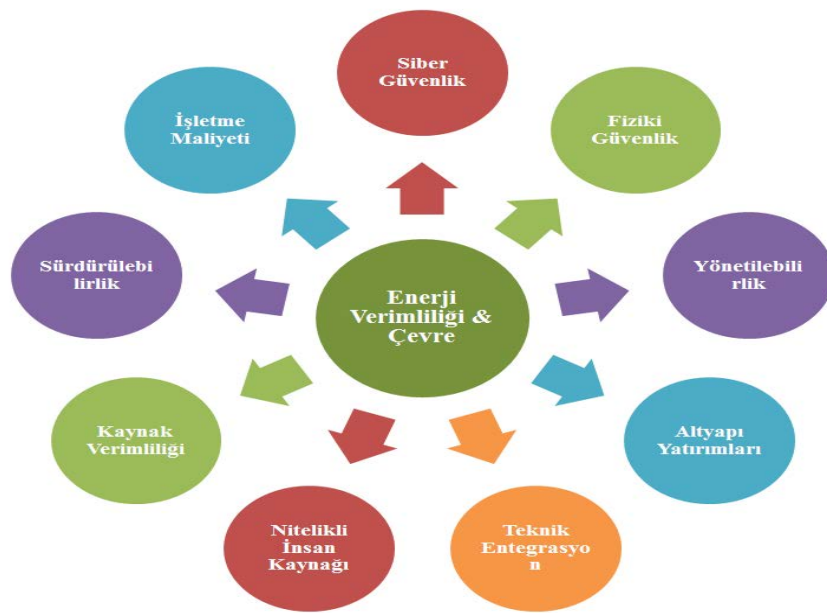 Siber
Güvenlik
Fiziki
Güvenlik
Yönetilebili
rlik
Altyapı
Yatırımları
Teknik
Entegrasyo
n
Nitelikli
İnsan
Kaynağı
Kaynak
Verimliliği
Sürdürülebi
lirlik
İşletme
Maliyeti
Enerji
Verimliliği &
Çevre